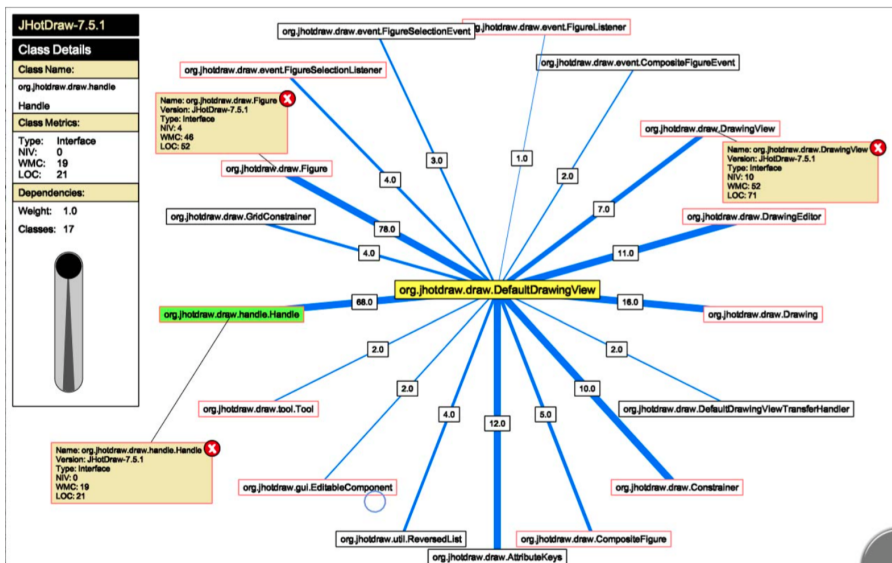 JHotDraw-7.5.1
Class Details
Class Name:
org.jhotdraw.draw.handle
Handle
Class Metrics:
Type: Interface
NIV: 0
WMC: 19
LOC: 21
Dependencies:
Weight: 1.0
Classes: 17
org.jhotdraw.draw.event.FigureSelectionEvent
org.jhotdraw.draw.event.FigureListener
org.jhotdraw.draw.event.CompositeFigureEvent
org.jhotdraw.draw.event.FigureSelectionListener
Name: org.jhotdraw.draw.Figure
Version: JHotDraw-7.5.1
Type: Interface
NIV: 4
WMC: 46
LOC: 52
X
org.jhotdraw.draw.DrawingView
Name: org.jhotdraw.draw.DrawingView
Version: JHotDraw-7.5.1
Type: Interface
NIV: 10
WMC: 52
LOC: 71
X
org.jhotdraw.draw.Figure
3.0
1.0
2.0
4.0
7.0
org.jhotdraw.draw.GridConstrainer
78.0
org.jhotdraw.draw.DrawingEditor
4.0
11.0
org.jhotdraw.draw.DefaultDrawingView
org.jhotdraw.draw.handle.Handle
66.0
16.0
org.jhotdraw.draw.Drawing
2.0
2.0
2.0
10.0
org.jhotdraw.draw.tool.Tool
4.0
12.0
5.0
org.jhotdraw.draw.DefaultDrawingViewTransferHandler
Name: org.jhotdraw.draw.handle.Handle
Version: JHotDraw-7.5.1
Type: Interface
NIV: 0
WMC: 19
LOC: 21
X
org.jhotdraw.gui.EditableComponent
org.jhotdraw.draw.Constrainer
org.jhotdraw.util.ReversedList
org.jhotdraw.draw.CompositeFigure
org.jhotdraw.draw.AttributeKeys